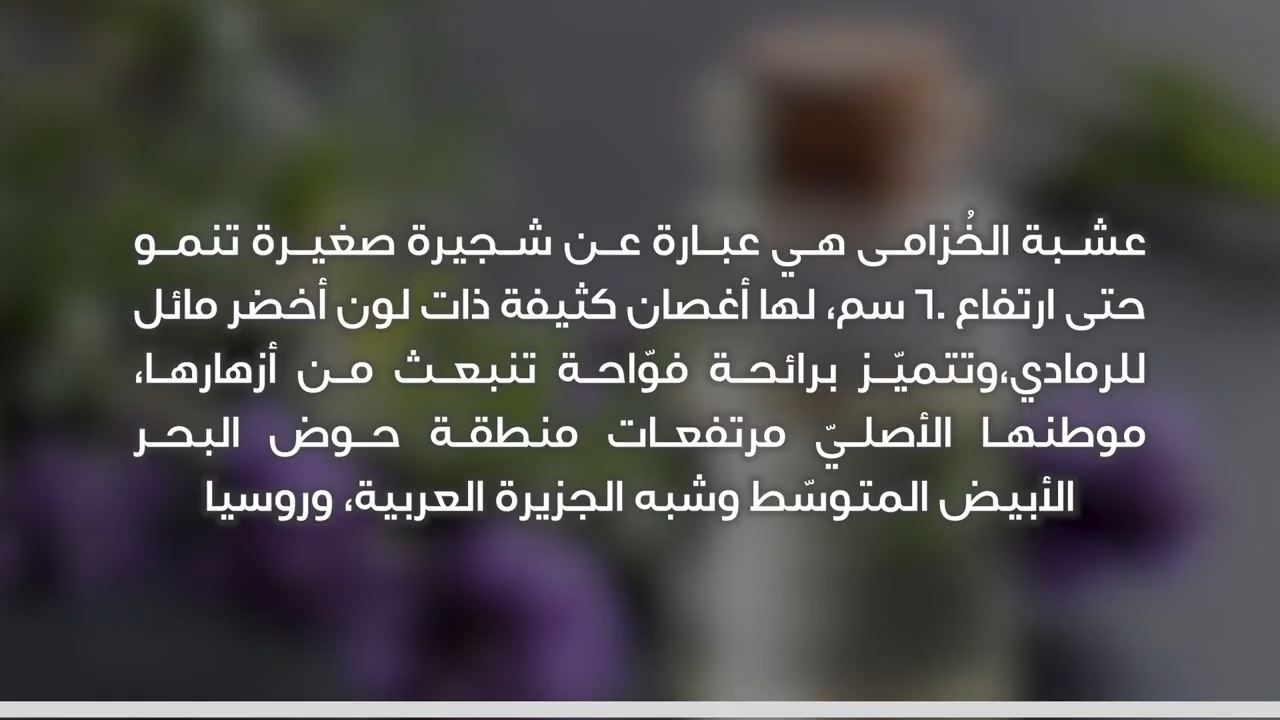 عشبة الخُزامى هي عبارة عن شجيرة صغيرة تنمو
حتى ارتفاع ٦٠ سم، لها أغصان كثيفة ذات لون أخضر مائل
للرمادي،وتتميّز برائحة فوّاحة تنبعث من أزهارها،
موطنها الأصليّ مرتفعات منطقة حوض البحر
الأبيض المتوسّط وشبه الجزيرة العربية، وروسيا